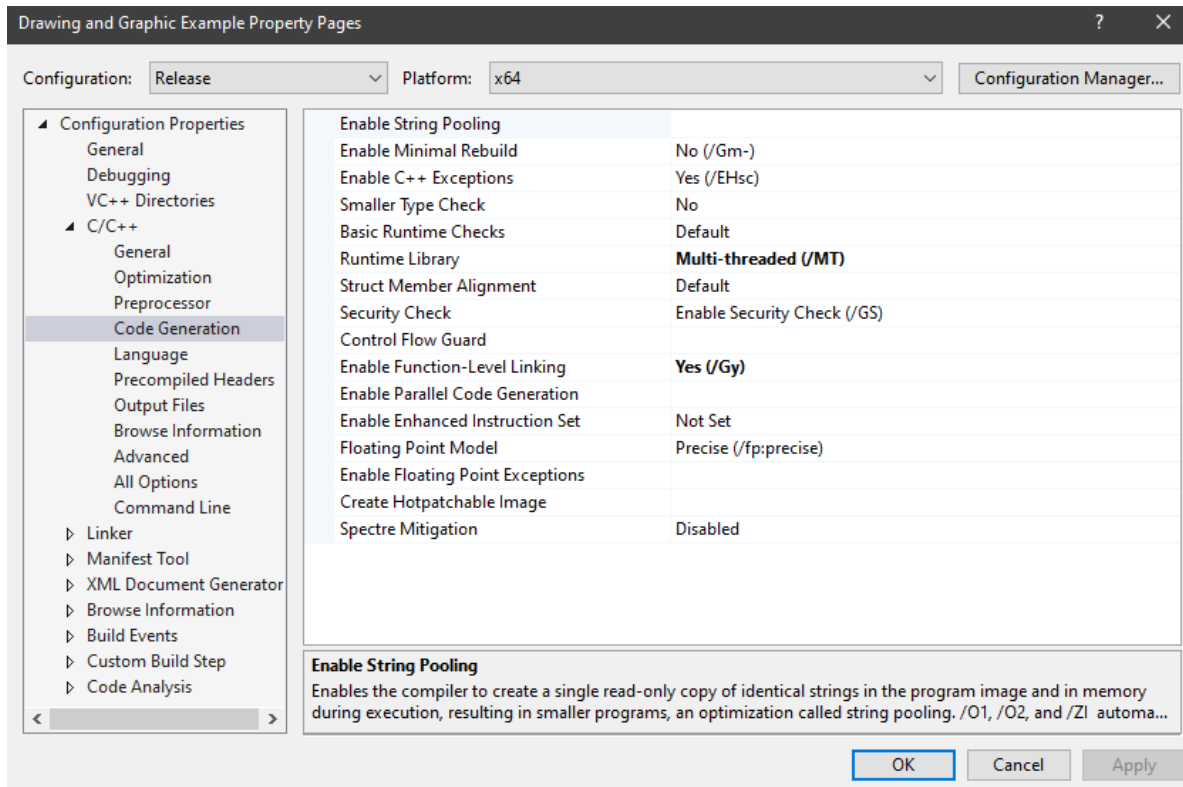 Drawing and Graphic Example Property Pages ? ×
Configuration: Release Platform: x64 Configuration Manager...
Configuration Properties
General
Debugging
VC++ Directories
C/C++
General
Optimization
Preprocessor
Code Generation
Language
Precompiled Headers
Output Files
Browse Information
Advanced
All Options
Command Line
Linker
Manifest Tool
XML Document Generator
Browse Information
Build Events
Custom Build Step
Code Analysis
Enable String Pooling
Enable Minimal Rebuild No (/Gm-)
Enable C++ Exceptions Yes (/EHsc)
Smaller Type Check No
Basic Runtime Checks Default
Runtime Library Multi-threaded (/MT)
Struct Member Alignment Default
Security Check Enable Security Check (/GS)
Control Flow Guard
Enable Function-Level Linking Yes (/Gy)
Enable Parallel Code Generation
Enable Enhanced Instruction Set Not Set
Floating Point Model Precise (/fp:precise)
Enable Floating Point Exceptions
Create Hotpatchable Image
Spectre Mitigation Disabled
Enable String Pooling
Enables the compiler to create a single read-only copy of identical strings in the program image and in memory
during execution, resulting in smaller programs, an optimization called string pooling. /O1, /O2, and /ZI automa...
OK Cancel Apply